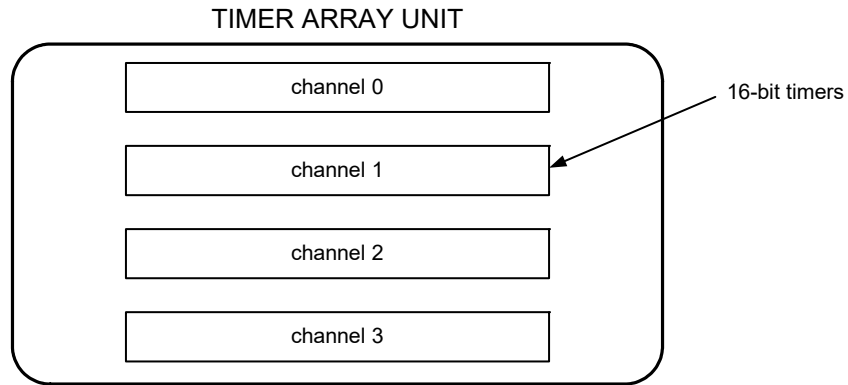 TIMER ARRAY UNIT
channel 0
16-bit timers
channel 1
channel 2
channel 3